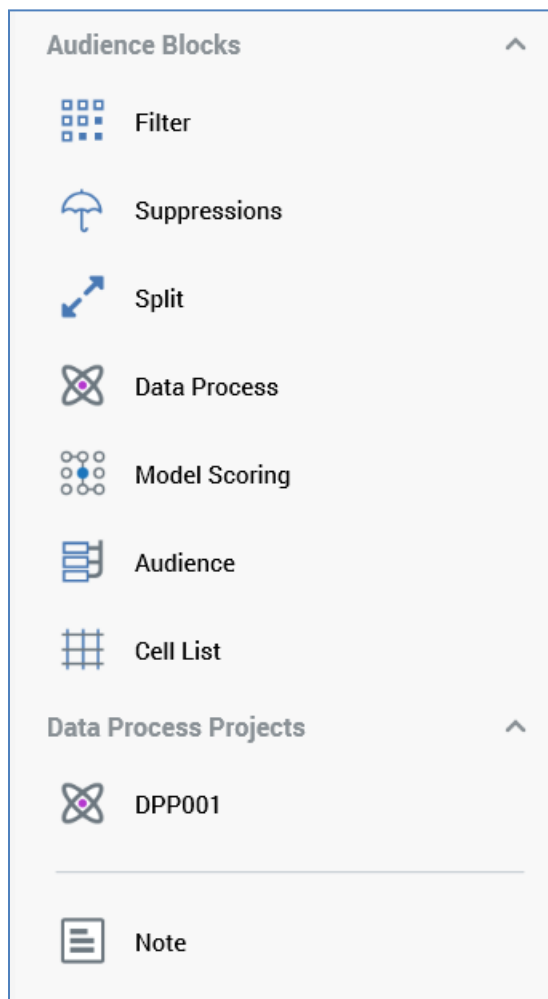 Audience Blocks
Filter
Suppressions
Split
Data Process
Model Scoring
Audience
Cell List
Data Process Projects
DPP001
Note